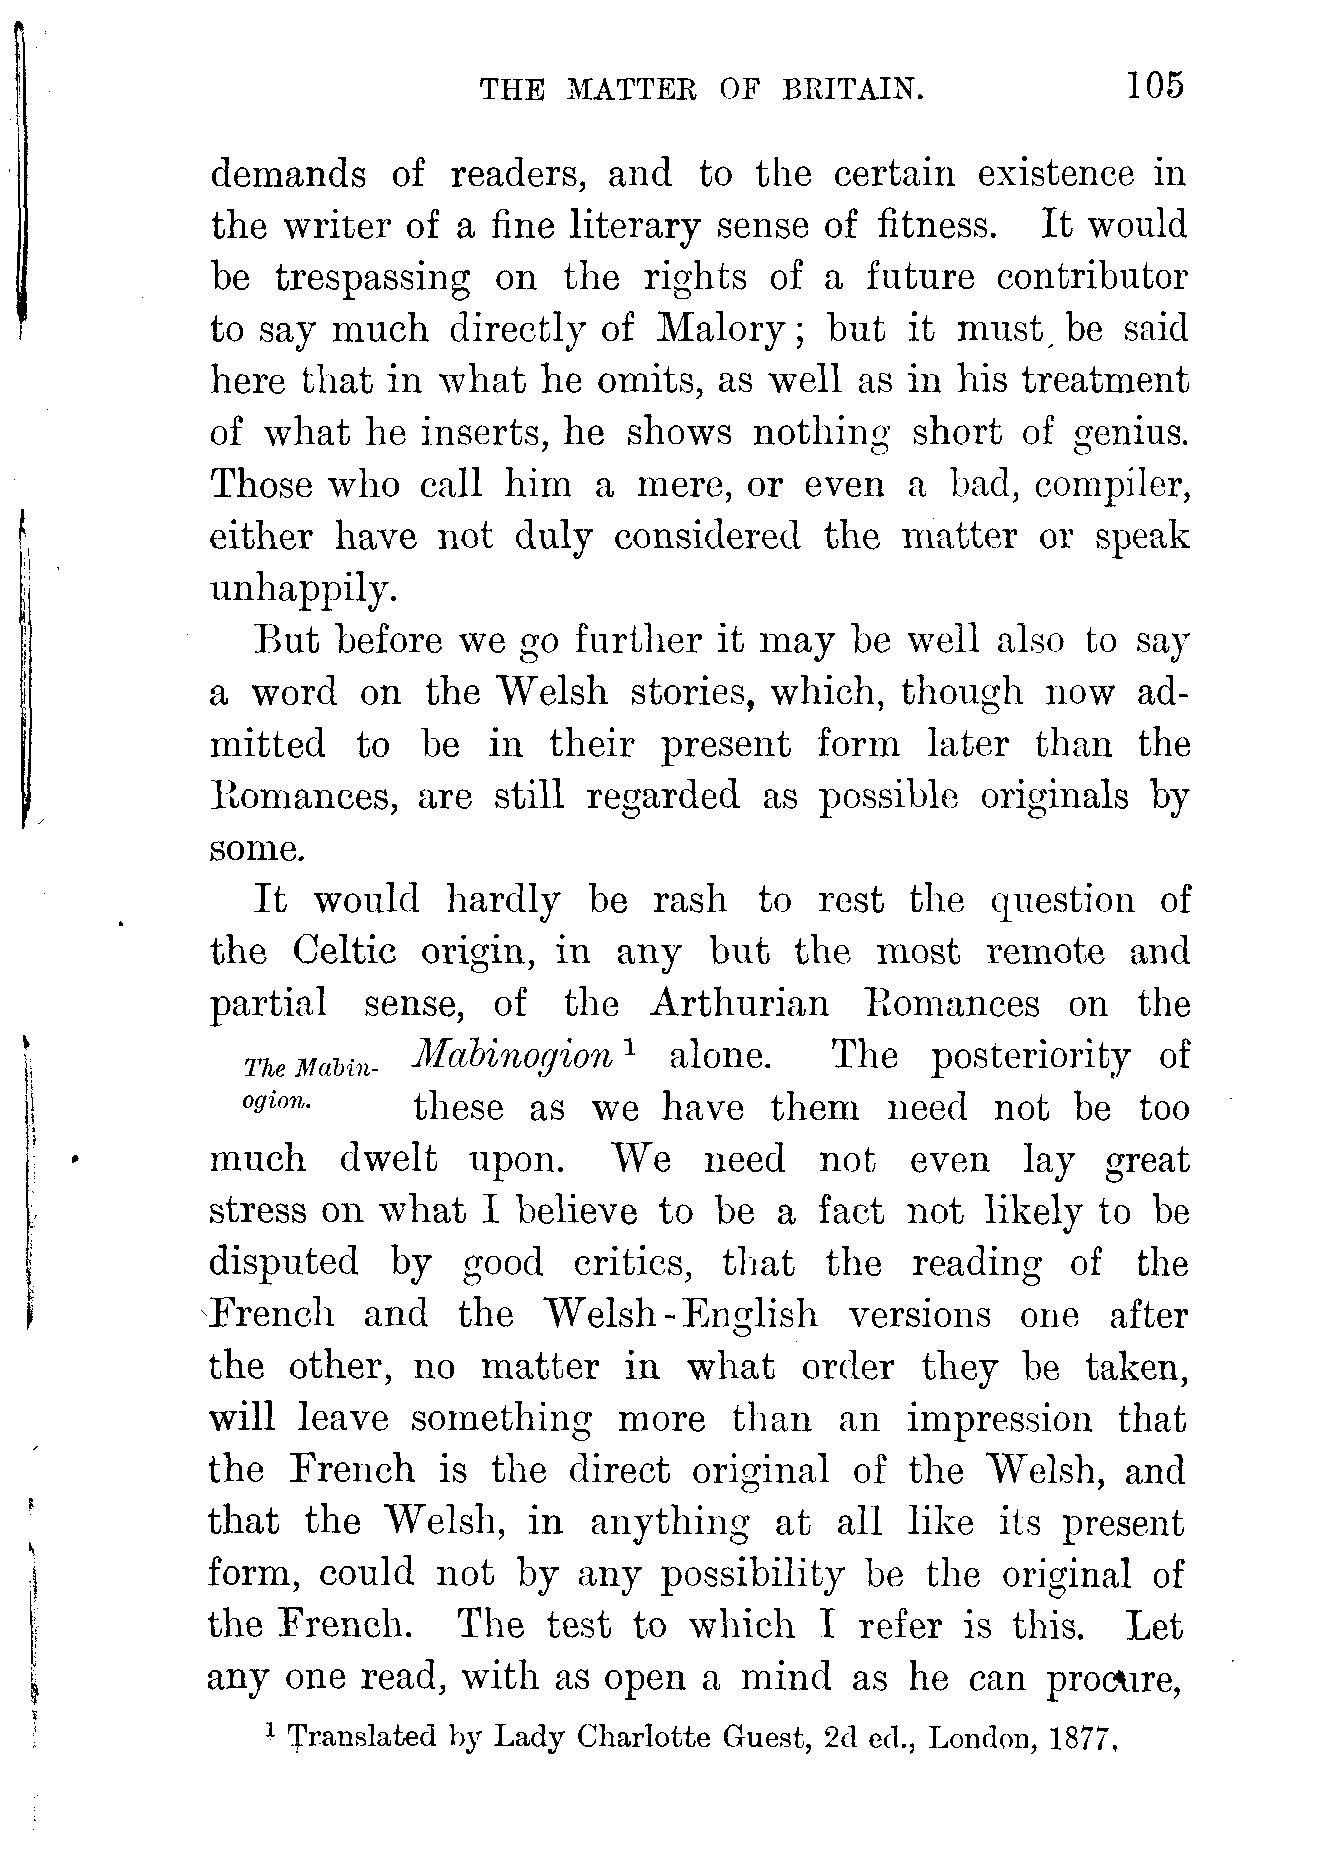 THE MATTER OF BRITAIN. 105
demands of readers, and to the certain existence in
the writer of a fine literary sense of fitness. It would
be trespassing on the rights of a future contributor
to say much directly of Malory; but it must be said
here that in what he omits, as well as in his treatment
of what he inserts, he shows nothing short of genius.
Those who call him a mere, or even a bad, compiler,
either have not duly considered the matter or speak
unhappily.
But before we go further it may be well also to say
a word on the Welsh stories, which, though now ad-
mitted to be in their present form later than the
Romances, are still regarded as possible originals by
some.
It would hardly be rash to rest the question of
the Celtic origin, in any but the most remote and
partial sense, of the Arthurian Romances on the
The Mabin-
ogion.
Mabinogion¹ alone. The posteriority of
these as we have them need not be too
much dwelt upon. We need not even lay great
stress on what I believe to be a fact not likely to be
disputed by good critics, that the reading of the
French and the Welsh-English versions one after
the other, no matter in what order they be taken,
will leave something more than an impression that
the French is the direct original of the Welsh, and
that the Welsh, in anything at all like its present
form, could not by any possibility be the original of
the French. The test to which I refer is this. Let
any one read, with as open a mind as he can procure,
¹ Translated by Lady Charlotte Guest, 2d ed., London, 1877.